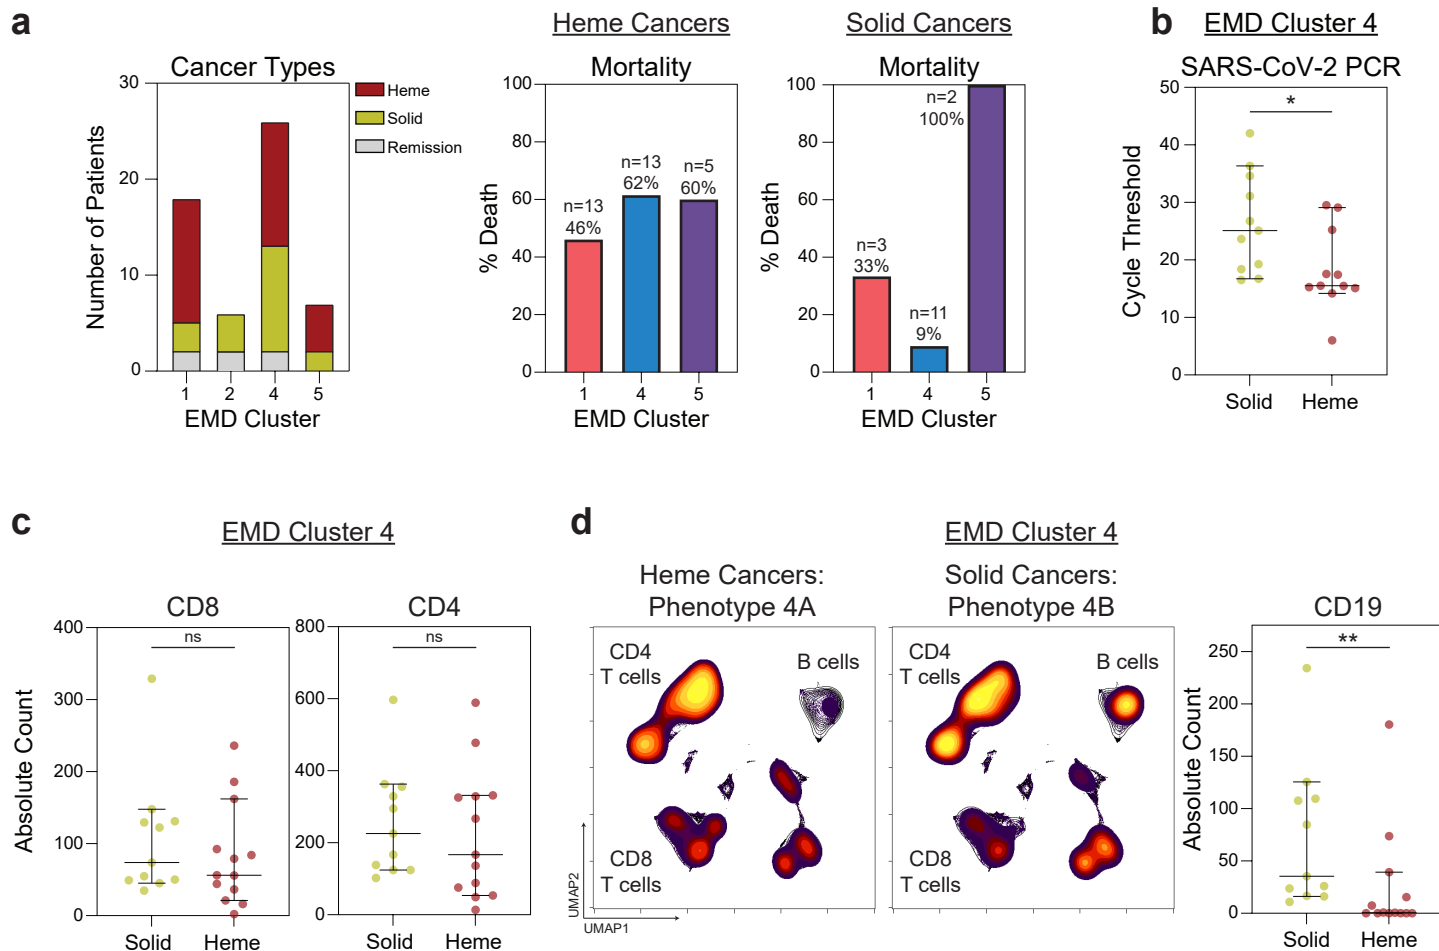 a
Heme Cancers
Solid Cancers
b
EMD Cluster 4
Cancer Types
Heme
Solid
Remission
Number of Patients
30
20
10
0
1 2 4 5
EMD Cluster
Mortality
% Death
100
80
60
40
20
0
n=13
46%
n=13
62%
n=5
60%
1 4 5
EMD Cluster
Mortality
% Death
100
80
60
40
20
0
n=3
33%
n=11
9%
n=2
100%
1 4 5
EMD Cluster
SARS-CoV-2 PCR
Cycle Threshold
50
40
30
20
10
0
*
Solid Heme
c
EMD Cluster 4
CD8
Absolute Count
400
300
200
100
0
ns
Solid Heme
CD4
800
600
400
200
0
ns
Solid Heme
d
EMD Cluster 4
Heme Cancers:
Phenotype 4A
CD4
T cells
B cells
CD8
T cells
UMAP2
UMAP1
Solid Cancers:
Phenotype 4B
CD4
T cells
B cells
CD8
T cells
CD19
Absolute Count
250
200
150
100
50
0
**
Solid Heme